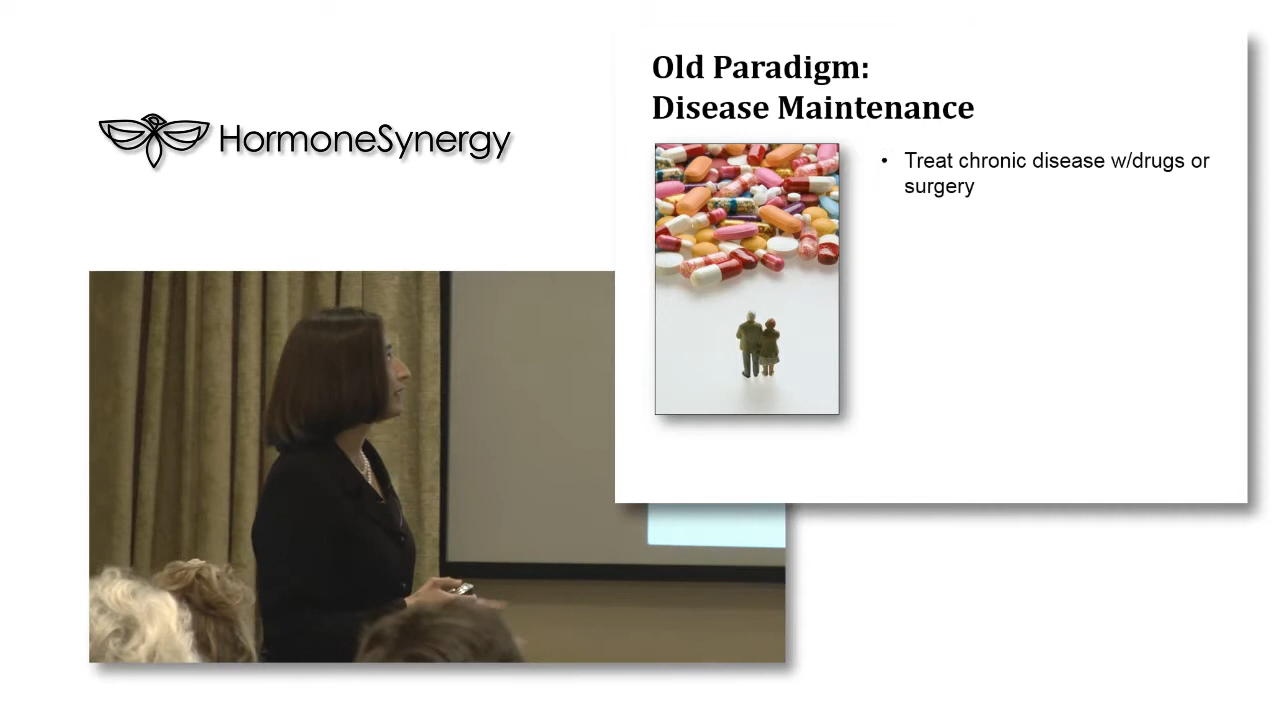 HormoneSynergy
Old Paradigm:
Disease Maintenance
• Treat chronic disease w/drugs or
surgery